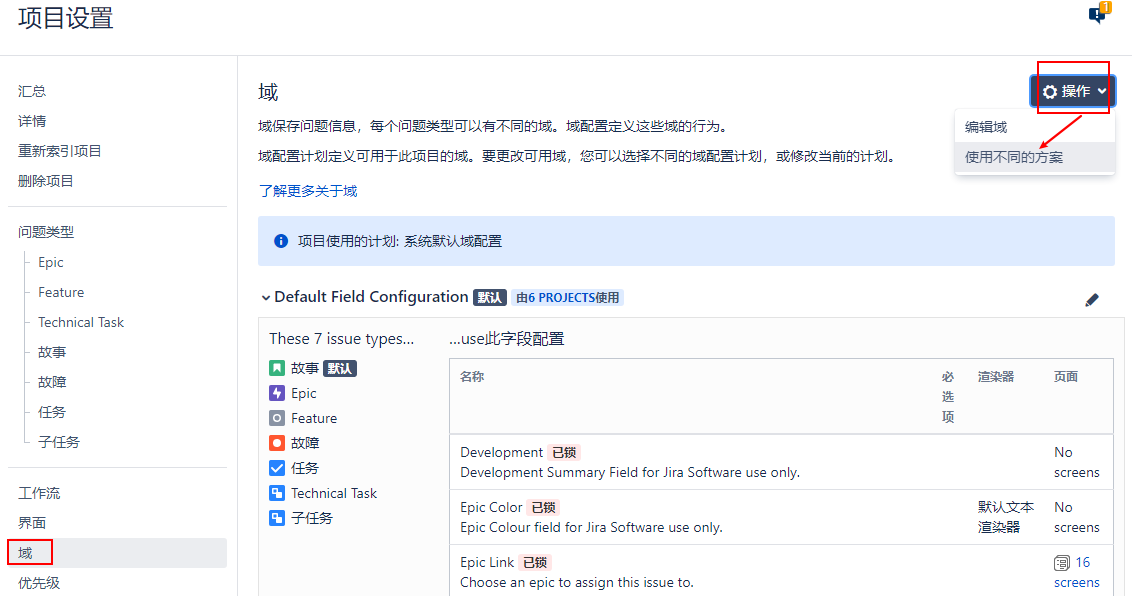 项目设置
1
汇总
详情
重新索引项目
删除项目
问题类型
Epic
Feature
Technical Task
故事
故障
任务
子任务
工作流
界面
域
优先级
域
操作
编辑域
使用不同的方案
域保存问题信息，每个问题类型可以有不同的域。域配置定义这些域的行为。
域配置计划定义可用于此项目的域。要更改可用域，您可以选择不同的域配置计划，或修改当前的计划。
了解更多关于域
项目使用的计划: 系统默认域配置
Default Field Configuration 默认 由6 PROJECTS使用
These 7 issue types... ...use此字段配置
故事 默认
Epic
Feature
故障
任务
Technical Task
子任务
名称 必选项 渲染器 页面
Development 已锁 No screens
Development Summary Field for Jira Software use only.
Epic Color 已锁 默认文本渲染器 No screens
Epic Colour field for Jira Software use only.
Epic Link 已锁 16 screens
Choose an epic to assign this issue to.